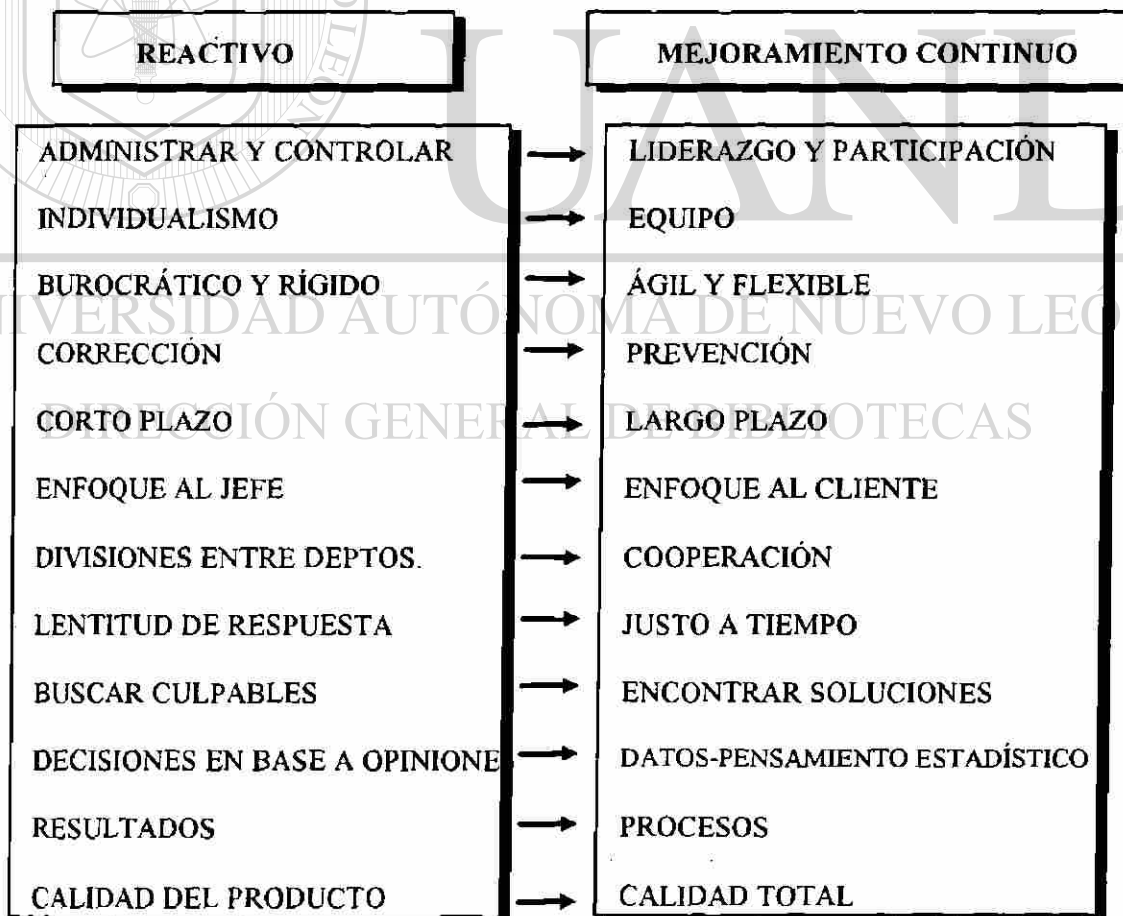 REACTIVO MEJORAMIENTO CONTINUO
ADMINISTRAR Y CONTROLAR LIDERAZGO Y PARTICIPACIÓN
INDIVIDUALISMO EQUIPO
BUROCRÁTICO Y RÍGIDO ÁGIL Y FLEXIBLE
CORRECCIÓN PREVENCIÓN
CORTO PLAZO LARGO PLAZO
ENFOQUE AL JEFE ENFOQUE AL CLIENTE
DIVISIONES ENTRE DEPTOS. COOPERACIÓN
LENTITUD DE RESPUESTA JUSTO A TIEMPO
BUSCAR CULPABLES ENCONTRAR SOLUCIONES
DECISIONES EN BASE A OPINIONE DATOS-PENSAMIENTO ESTADÍSTICO
RESULTADOS PROCESOS
CALIDAD DEL PRODUCTO CALIDAD TOTAL
UANL
IVERSIDAD AUTÓNOMA DE NUEVO LEÓ
DIRECCIÓN GENERAL DE BIBLIOTECAS